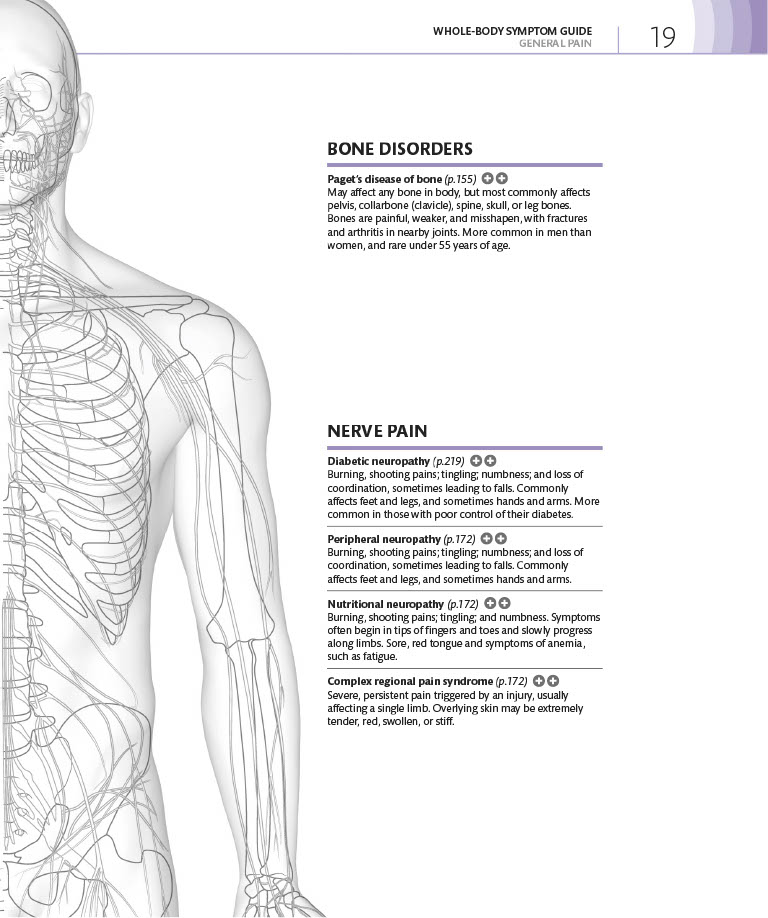 WHOLE-BODY SYMPTOM GUIDE
GENERAL PAIN
19
BONE DISORDERS
Paget's disease of bone (p.155)
May affect any bone in body, but most commonly affects
pelvis, collarbone (clavicle), spine, skull, or leg bones.
Bones are painful, weaker, and misshapen, with fractures
and arthritis in nearby joints. More common in men than
women, and rare under 55 years of age.
NERVE PAIN
Diabetic neuropathy (p.219)
Burning, shooting pains; tingling; numbness; and loss of
coordination, sometimes leading to falls. Commonly
affects feet and legs, and sometimes hands and arms. More
common in those with poor control of their diabetes.
Peripheral neuropathy (p.172)
Burning, shooting pains; tingling; numbness; and loss of
coordination, sometimes leading to falls. Commonly
affects feet and legs, and sometimes hands and arms.
Nutritional neuropathy (p.172)
Burning, shooting pains; tingling; and numbness. Symptoms
often begin in tips of fingers and toes and slowly progress
along limbs. Sore, red tongue and symptoms of anemia,
such as fatigue.
Complex regional pain syndrome (p.172)
Severe, persistent pain triggered by an injury, usually
affecting a single limb. Overlying skin may be extremely
tender, red, swollen, or stiff.